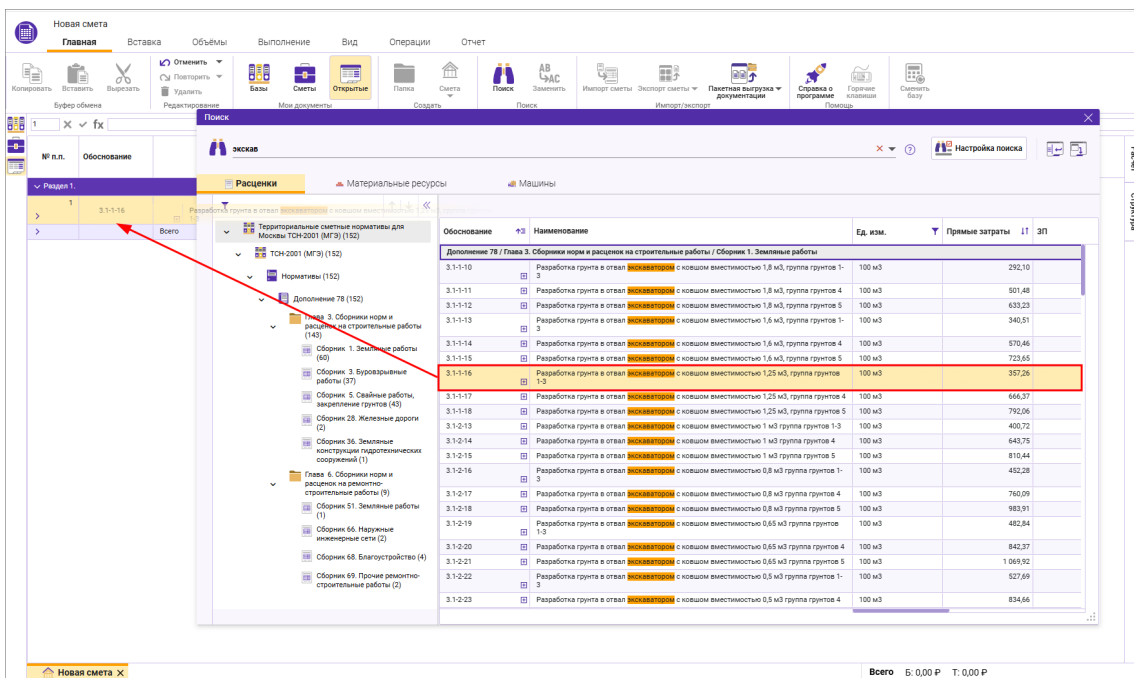 Новая смета
Главная Вставка Объёмы Выполнение Вид Операции Отчет
Копировать Вставить Вырезать
Отменить
Повторить
Удалить
Базы Сметы Открытые Папка Смета Поиск
AB
AC
Заменить Импорт сметы Экспорт сметы Пакетная выгрузка документации Справка о программе Горячие клавиши Сменить базу
Буфер обмена Редактирование Мои документы Создать Поиск Импорт/экспорт Помощь
1 fx
Поиск
экскав
Настройка поиска
№ п.п. Обоснование
Расценки Материальные ресурсы Машины
Раздел 1.
1 3.1-1-16
Всего
Территориальные сметные нормативы для
Москвы ТСН-2001 (МГЭ) (152)
ТСН-2001 (МГЭ) (152)
Нормативы (152)
Дополнение 78 (152)
Глава 3. Сборники норм и
расценок на строительные работы
(143)
Сборник 1. Земляные работы
(60)
Сборник 3. Буровзрывные
работы (37)
Сборник 5. Свайные работы,
закрепление грунтов (43)
Сборник 28. Железные дороги
(2)
Сборник 36. Земляные
конструкции гидротехнических
сооружений (1)
Глава 6. Сборники норм и
расценок на ремонтно-
строительные работы (9)
Сборник 51. Земляные работы
(1)
Сборник 66. Наружные
инженерные сети (2)
Сборник 68. Благоустройство (4)
Сборник 69. Прочие ремонтно-
строительные работы (2)
Обоснование Наименование Ед. изм. Прямые затраты ЗП
Дополнение 78 / Глава 3. Сборники норм и расценок на строительные работы / Сборник 1. Земляные работы
3.1-1-10 Разработка грунта в отвал экскаватором с ковшом вместимостью 1,8 м3, группа грунтов 1- 100 м3 292,10
3
3.1-1-11 Разработка грунта в отвал экскаватором с ковшом вместимостью 1,8 м3, группа грунтов 4 100 м3 501,48
3.1-1-12 Разработка грунта в отвал экскаватором с ковшом вместимостью 1,8 м3, группа грунтов 5 100 м3 633,23
3.1-1-13 Разработка грунта в отвал экскаватором с ковшом вместимостью 1,6 м3, группа грунтов 1- 100 м3 340,51
3
3.1-1-14 Разработка грунта в отвал экскаватором с ковшом вместимостью 1,6 м3 группа грунтов 4 100 м3 570,46
3.1-1-15 Разработка грунта в отвал экскаватором с ковшом вместимостью 1,6 м3, группа грунтов 5 100 м3 723,65
3.1-1-16 Разработка грунта в отвал экскаватором с ковшом вместимостью 1,25 м3, группа грунтов 100 м3 357,26
1-3
3.1-1-17 Разработка грунта в отвал экскаватором с ковшом вместимостью 1,25 м3, группа грунтов 4 100 м3 666,37
3.1-1-18 Разработка грунта в отвал экскаватором с ковшом вместимостью 1,25 м3, группа грунтов 5 100 м3 792,06
3.1-2-13 Разработка грунта в отвал экскаватором с ковшом вместимостью 1 м3 группа грунтов 1-3 100 м3 400,72
3.1-2-14 Разработка грунта в отвал экскаватором с ковшом вместимостью 1 м3 группа грунтов 4 100 м3 643,75
3.1-2-15 Разработка грунта в отвал экскаватором с ковшом вместимостью 1 м3 группа грунтов 5 100 м3 810,44
3.1-2-16 Разработка грунта в отвал экскаватором с ковшом вместимостью 0,8 м3 группа грунтов 1- 100 м3 452,28
3
3.1-2-17 Разработка грунта в отвал экскаватором с ковшом вместимостью 0,8 м3 группа грунтов 4 100 м3 760,09
3.1-2-18 Разработка грунта в отвал экскаватором с ковшом вместимостью 0,8 м3 группа грунтов 5 100 м3 983,91
3.1-2-19 Разработка грунта в отвал экскаватором с ковшом вместимостью 0,65 м3 группа грунтов 100 м3 482,84
1-3
3.1-2-20 Разработка грунта в отвал экскаватором с ковшом вместимостью 0,65 м3 группа грунтов 4 100 м3 842,37
3.1-2-21 Разработка грунта в отвал экскаватором с ковшом вместимостью 0,65 м3 группа грунтов 5 100 м3 1 069,92
3.1-2-22 Разработка грунта в отвал экскаватором с ковшом вместимостью 0,5 м3 группа грунтов 1- 100 м3 527,69
3
3.1-2-23 Разработка грунта в отвал экскаватором с ковшом вместимостью 0,5 м3 группа грунтов 4 100 м3 834,66
Новая смета
Всего Б: 0,00 ₽ Т: 0,00 ₽